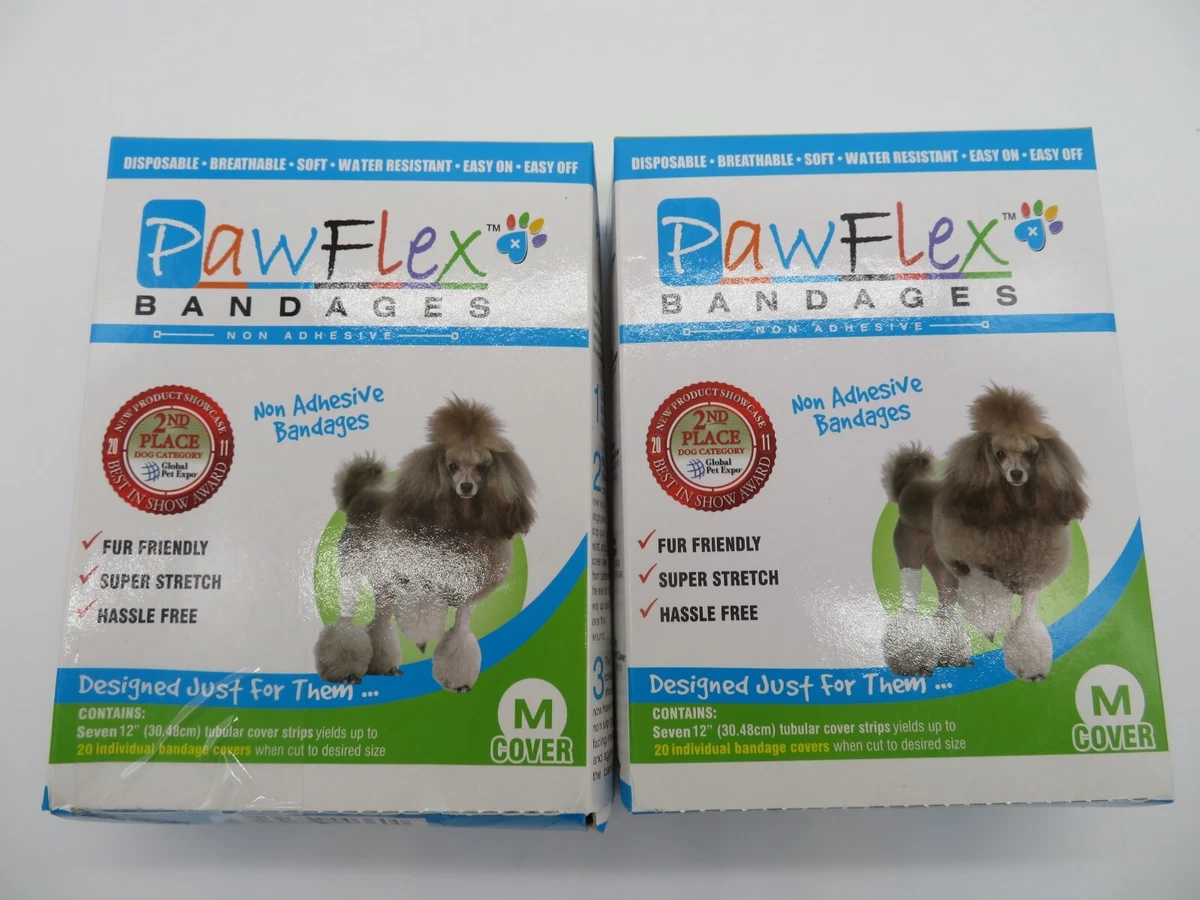 DISPOSABLE • BREATHABLE • SOFT • WATER RESISTANT • EASY ON • EASY OFF
PawFlex™
BANDAGES
NON ADHESIVE
NEW PRODUCT SHOWCASE
2ND
PLACE
DOG CATEGORY
20 11
Global
Pet Expo
BEST IN SHOW AWARD
Non Adhesive
Bandages
FUR FRIENDLY
SUPER STRETCH
HASSLE FREE
Designed Just For Them ...
CONTAINS:
Seven 12" (30.48cm) tubular cover strips yields up to
20 individual bandage covers when cut to desired size
M
COVER
1
2
3
DISPOSABLE • BREATHABLE • SOFT • WATER RESISTANT • EASY ON • EASY OFF
PawFlex™
BANDAGES
NON ADHESIVE
NEW PRODUCT SHOWCASE
2ND
PLACE
DOG CATEGORY
20 11
Global
Pet Expo
BEST IN SHOW AWARD
Non Adhesive
Bandages
FUR FRIENDLY
SUPER STRETCH
HASSLE FREE
Designed Just For Them ...
CONTAINS:
Seven 12" (30.48cm) tubular cover strips yields up to
20 individual bandage covers when cut to desired size
M
COVER